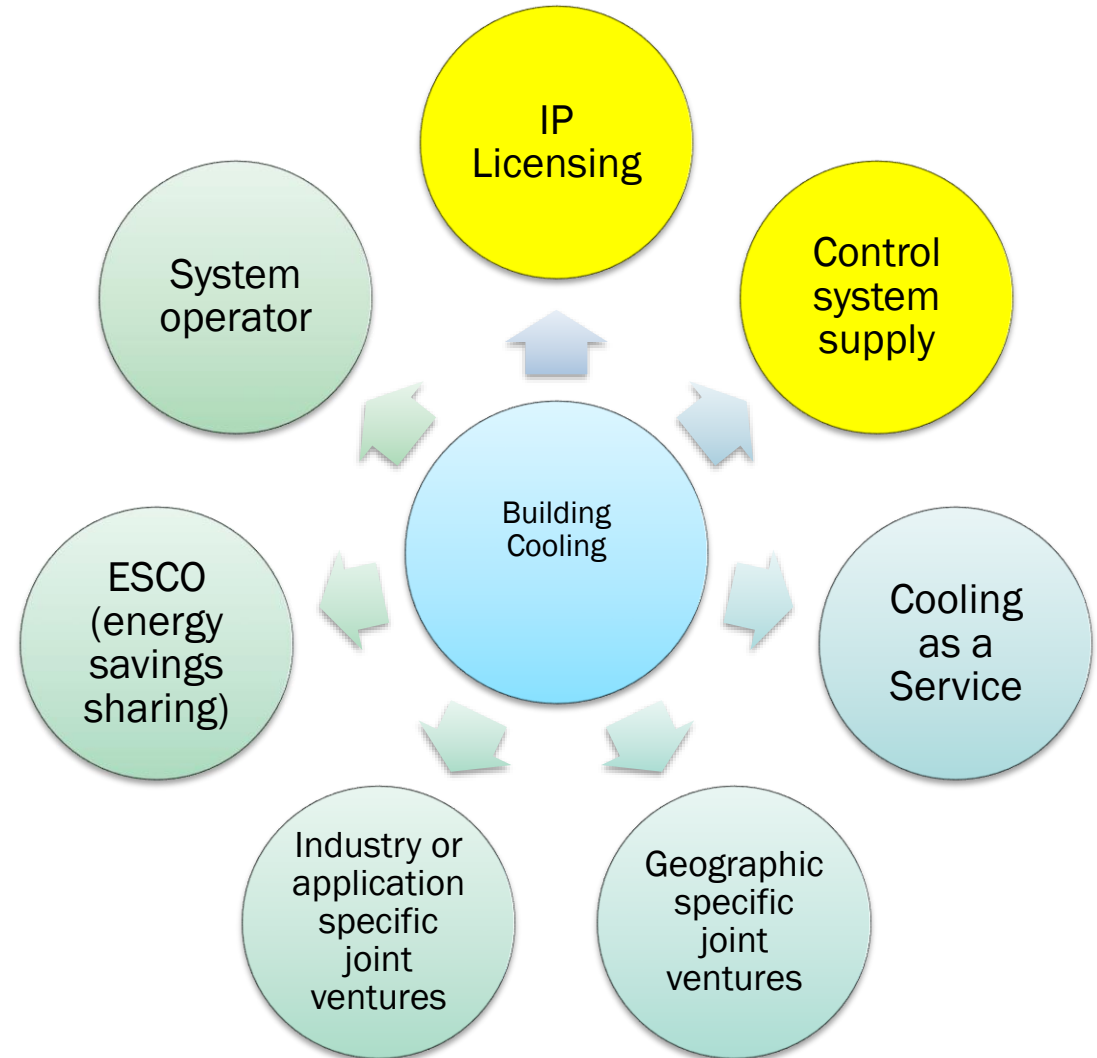 IP
Licensing
Control
system
supply
Cooling
as a
Service
Geographic
specific
joint
ventures
Industry or
application
specific
joint
ventures
ESCO
(energy
savings
sharing)
System
operator
Building
Cooling